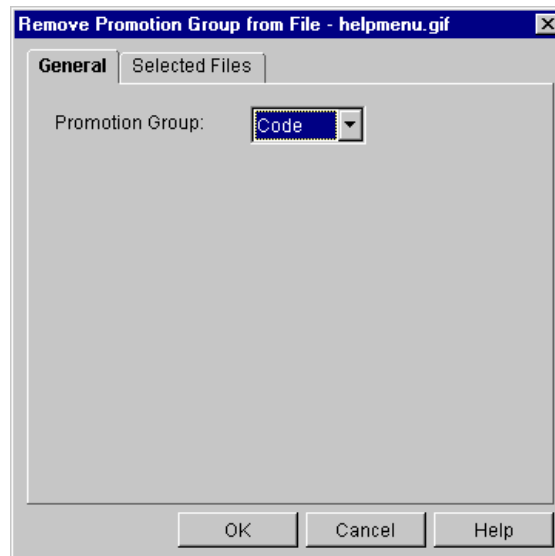 Remove Promotion Group from File - helpmenu.gif
General Selected Files
Promotion Group: Code
OK Cancel Help